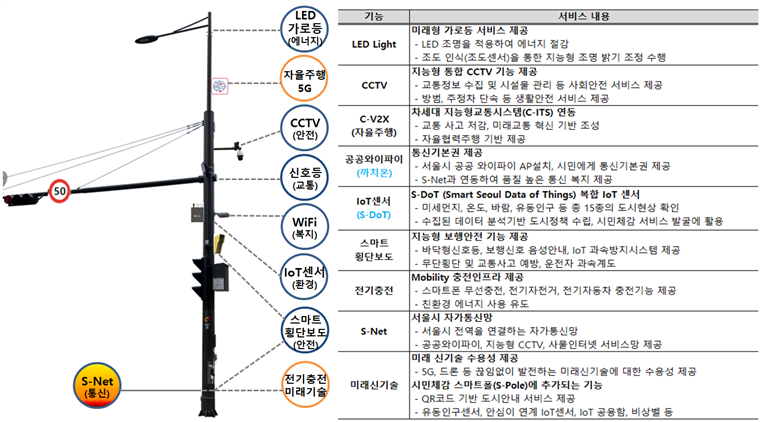 LED
가로등
(에너지)
자율주행
5G
CCTV
(안전)
50
신호등
(교통)
WiFi
(복지)
IoT센서
(환경)
스마트
횡단보도
(안전)
S-Net
(통신)
전기충전
미래기술
기능 서비스 내용
LED Light
미래형 가로등 서비스 제공
- LED 조명을 적용하여 에너지 절감
- 조도 인식(조도센서)을 통한 지능형 조명 밝기 조정 수행
CCTV
지능형 통합 CCTV 기능 제공
- 교통정보 수집 및 시설물 관리 등 사회안전 서비스 제공
- 방범, 주정차 단속 등 생활안전 서비스 제공
C-V2X
(자율주행)
차세대 지능형교통시스템(C-ITS) 연동
- 교통 사고 저감, 미래교통 혁신 기반 조성
- 자율협력주행 기반 제공
공공와이파이
(까치온)
통신기본권 제공
- 서울시 공공 와이파이 AP설치, 시민에게 통신기본권 제공
- S-Net과 연동하여 품질 높은 통신 복지 제공
IoT센서
(S-DoT)
S-DoT (Smart Seoul Data of Things) 복합 IoT 센서
- 미세먼지, 온도, 바람, 유동인구 등 총 15종의 도시현상 확인
- 수집된 데이터 분석기반 도시정책 수립, 시민체감 서비스 발굴에 활용
스마트
횡단보도
지능형 보행안전 기능 제공
- 바닥형신호등, 보행신호 음성안내, IoT 과속방지시스템 제공
- 무단횡단 및 교통사고 예방, 운전자 과속계도
전기충전
Mobility 충전인프라 제공
- 스마트폰 무선충전, 전기자전거, 전기자동차 충전기능 제공
- 친환경 에너지 사용 유도
S-Net
서울시 자가통신망
- 서울시 전역을 연결하는 자가통신망
- 공공와이파이, 지능형 CCTV, 사물인터넷 서비스망 제공
미래신기술
미래 신기술 수용성 제공
- 5G, 드론 등 끊임없이 발전하는 미래신기술에 대한 수용성 제공
시민체감 스마트폴(S-Pole)에 추가되는 기능
- QR코드 기반 도시안내 서비스 제공
- 유동인구센서, 안심이 연계 IoT센서, IoT 공용함, 비상벨 등